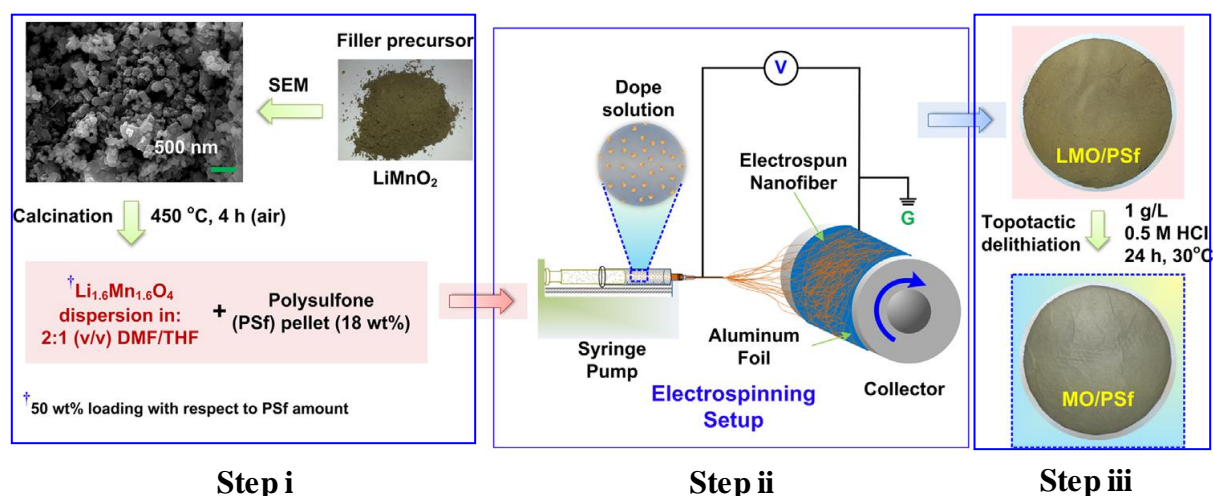 Filler precursor
SEM
500 nm
LiMnO₂
Calcination
450 °C, 4 h (air)
†Li₁.₆Mn₁.₆O₄
dispersion in:
2:1 (v/v) DMF/THF
+
Polysulfone
(PSf) pellet (18 wt%)
†50 wt% loading with respect to PSf amount
Step i
V
Dope
solution
Electrospun
Nanofiber
G
Syringe
Pump
Aluminum
Foil
Collector
Electrospinning
Setup
Step ii
LMO/PSf
Topotactic
delithiation
1 g/L
0.5 M HCl
24 h, 30°C
MO/PSf
Step iii